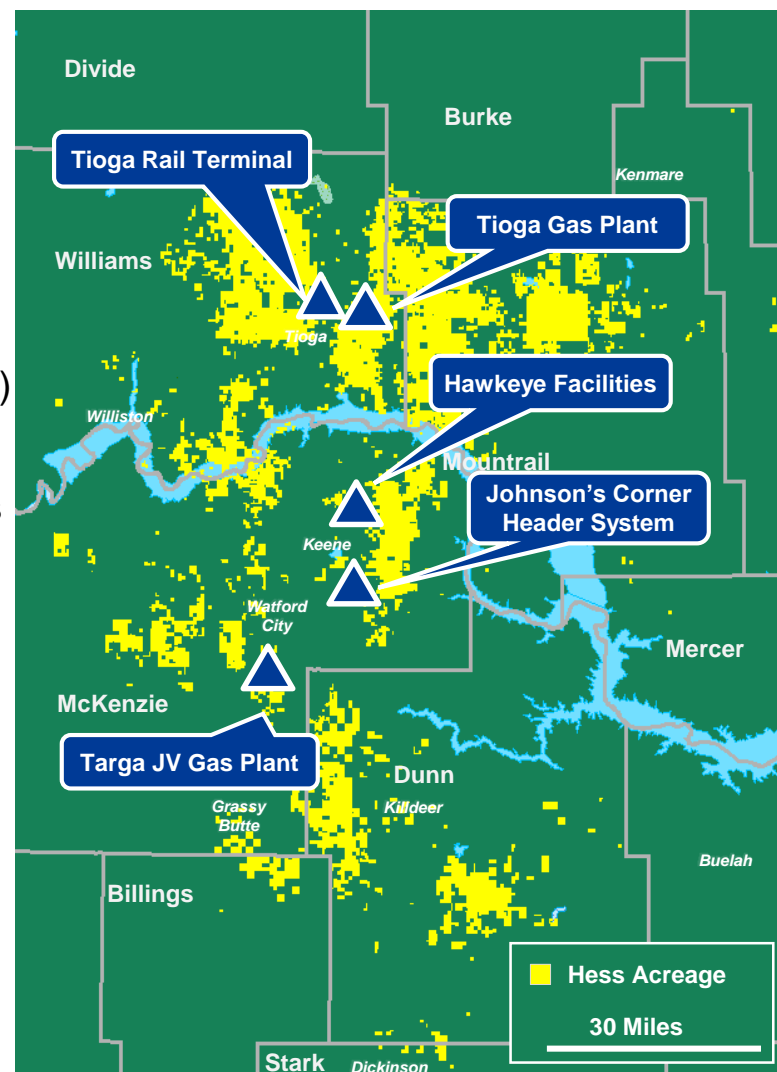 Divide
Burke
Tioga Rail Terminal
Kenmare
Tioga Gas Plant
Williams
Tioga
)
Hawkeye Facilities
Williston
Mountrail
Johnson's Corner
Header System
s
Keene
Watford
City
Mercer
McKenzie
Targa JV Gas Plant
Dunn
Grassy
Butte
Killdeer
Buelah
Billings
Hess Acreage
30 Miles
Stark
Dickinson